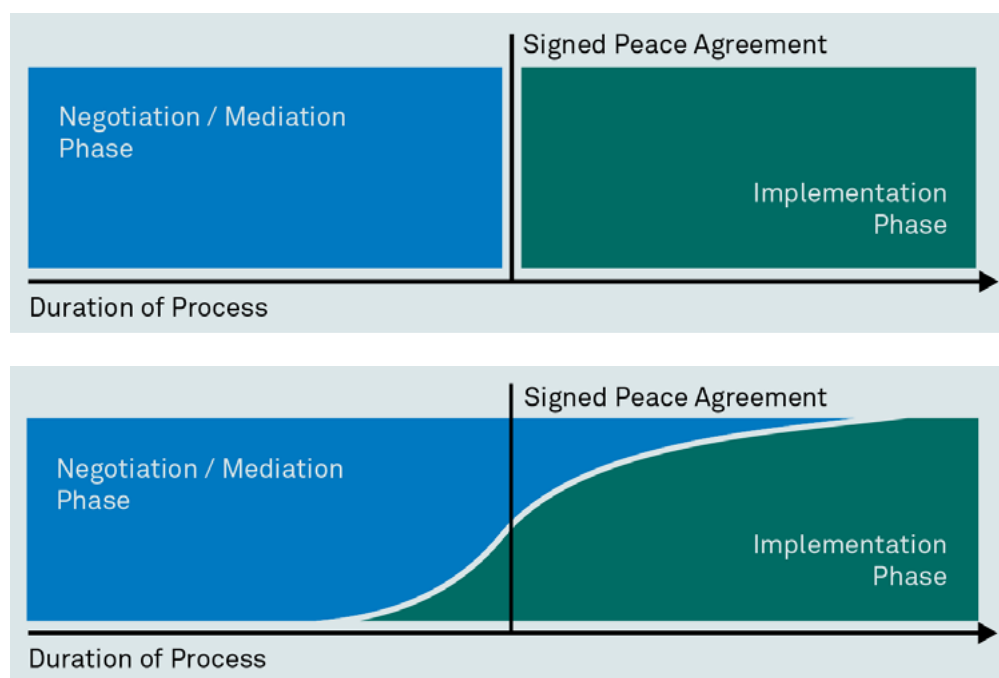 Signed Peace Agreement
Negotiation / Mediation
Phase
Implementation
Phase
Duration of Process
Signed Peace Agreement
Negotiation / Mediation
Phase
Implementation
Phase
Duration of Process